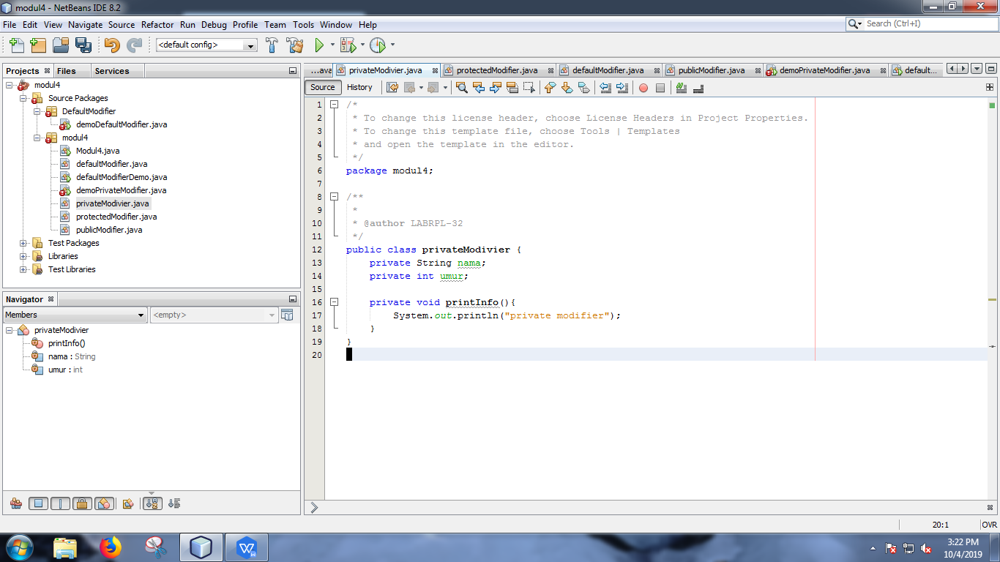 modul4 - NetBeans IDE 8.2
File Edit View Navigate Source Refactor Run Debug Profile Team Tools Window Help
Search (Ctrl+I)
<default config>
Projects Files Services
modul4
Source Packages
DefaultModifier
demoDefaultModifier.java
modul4
Modul4.java
defaultModifier.java
defaultModifierDemo.java
demoPrivateModifier.java
privateModivier.java
protectedModifier.java
publicModifier.java
Test Packages
Libraries
Test Libraries
Navigator
Members <empty>
privateModivier
printInfo()
nama : String
umur : int
...ava privateModivier.java protectedModifier.java defaultModifier.java publicModifier.java demoPrivateModifier.java default...
Source History
1 /*
2 * To change this license header, choose License Headers in Project Properties.
3 * To change this template file, choose Tools | Templates
4 * and open the template in the editor.
5 */
6 package modul4;
7
8 /**
9 *
10 * @author LABRPL-32
11 */
12 public class privateModivier {
13 private String nama;
14 private int umur;
15
16 private void printInfo(){
17 System.out.println("private modifier");
18 }
19 }
20
20:1 OVR
3:22 PM
10/4/2019